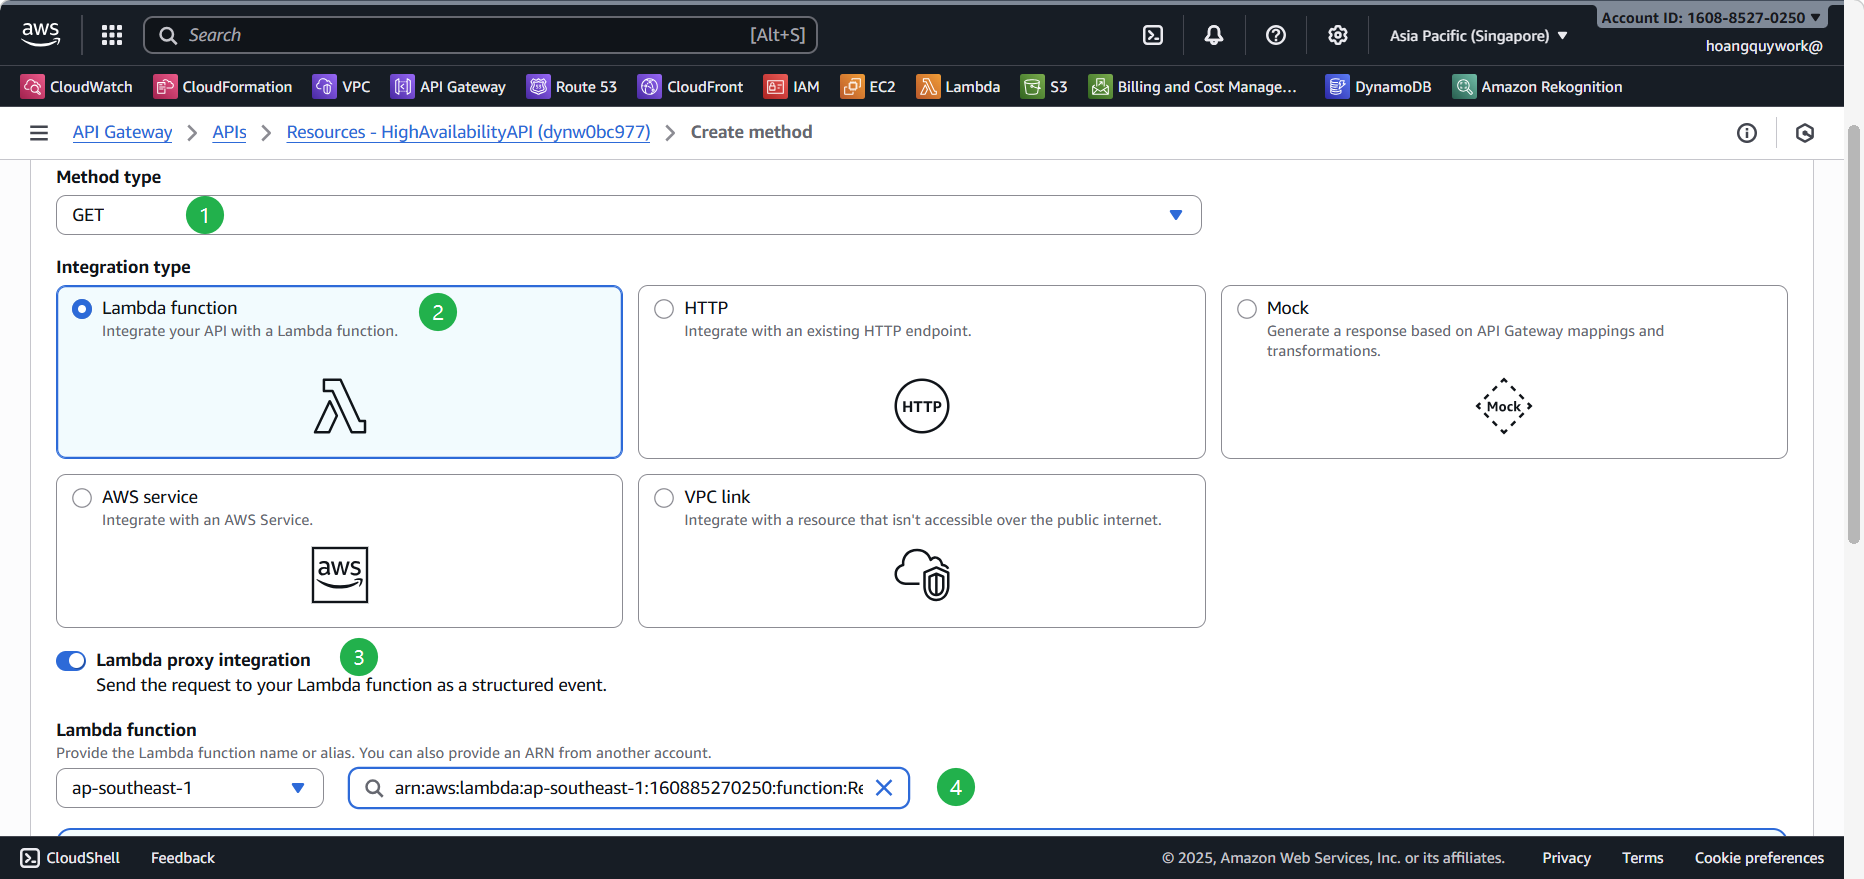 aws
Search
[Alt+S]
Asia Pacific (Singapore)
Account ID: 1608-8527-0250
hoangquywork@
CloudWatch
CloudFormation
VPC
API Gateway
Route 53
CloudFront
IAM
EC2
Lambda
S3
Billing and Cost Manage...
DynamoDB
Amazon Rekognition
API Gateway
APIs
Resources - HighAvailabilityAPI (dynw0bc977)
Create method
Method type
GET
1
Integration type
Lambda function
Integrate your API with a Lambda function.
2
HTTP
Integrate with an existing HTTP endpoint.
HTTP
Mock
Generate a response based on API Gateway mappings and
transformations.
Mock
AWS service
Integrate with an AWS Service.
aws
VPC link
Integrate with a resource that isn't accessible over the public internet.
Lambda proxy integration
3
Send the request to your Lambda function as a structured event.
Lambda function
Provide the Lambda function name or alias. You can also provide an ARN from another account.
ap-southeast-1
arn:aws:lambda:ap-southeast-1:160885270250:function:Re
4
CloudShell
Feedback
© 2025, Amazon Web Services, Inc. or its affiliates.
Privacy
Terms
Cookie preferences